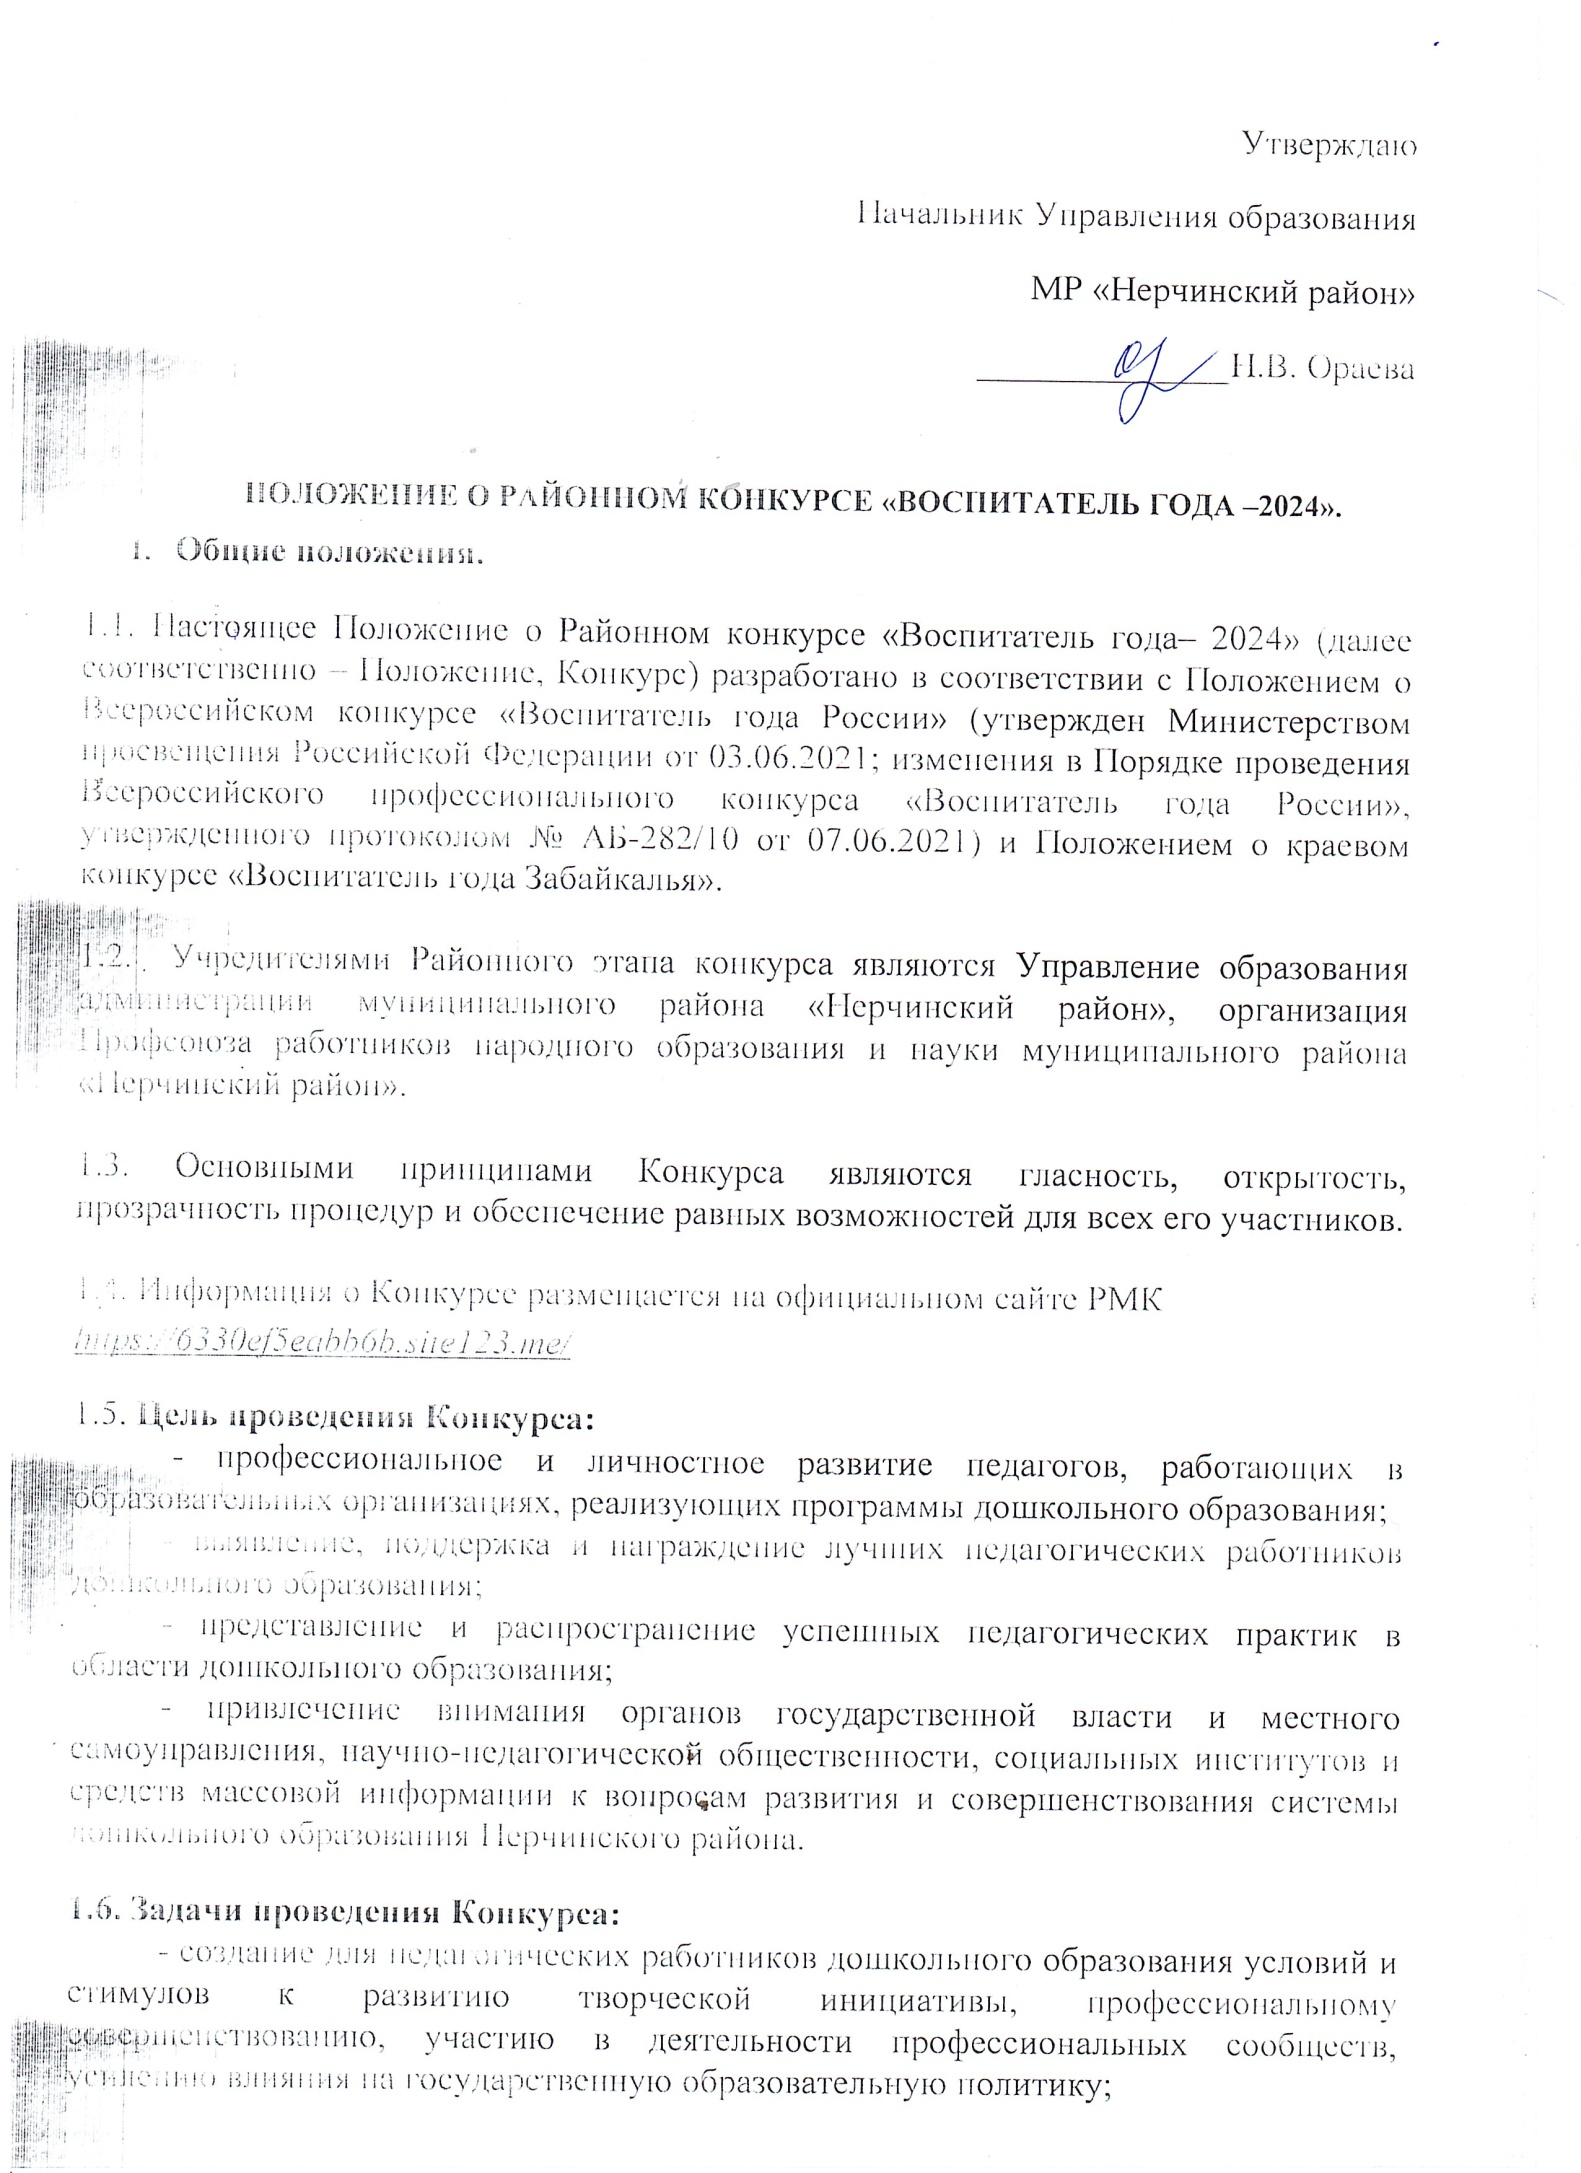 Утверждаю
Начальник Управления образования
МР «Нерчинский район»
Н.В. Ораева
ПОЛОЖЕНИЕ О РАЙОННОМ КОНКУРСЕ «ВОСПИТАТЕЛЬ ГОДА –2024».
1. Общие положения.
1.1. Настоящее Положение о Районном конкурсе «Воспитатель года– 2024» (далее
соответственно – Положение, Конкурс) разработано в соответствии с Положением о
Всероссийском конкурсе «Воспитатель года России» (утвержден Министерством
просвещения Российской Федерации от 03.06.2021; изменения в Порядке проведения
Всероссийского профессионального конкурса «Воспитатель года России»,
утвержденного протоколом № АБ-282/10 от 07.06.2021) и Положением о краевом
конкурсе «Воспитатель года Забайкалья».
1.2. Учредителями Районного этапа конкурса являются Управление образования
администрации муниципального района «Нерчинский район», организация
Профсоюза работников народного образования и науки муниципального района
«Нерчинский район».
1.3. Основными принципами Конкурса являются гласность, открытость,
прозрачность процедур и обеспечение равных возможностей для всех его участников.
1.4. Информация о Конкурсе размещается на официальном сайте РМК
https://6330ef5eabb6b.site123.me/
1.5. Цель проведения Конкурса:
- профессиональное и личностное развитие педагогов, работающих в
образовательных организациях, реализующих программы дошкольного образования;
- выявление, поддержка и награждение лучших педагогических работников
дошкольного образования;
- представление и распространение успешных педагогических практик в
области дошкольного образования;
- привлечение внимания органов государственной власти и местного
самоуправления, научно-педагогической общественности, социальных институтов и
средств массовой информации к вопросам развития и совершенствования системы
дошкольного образования Нерчинского района.
1.6. Задачи проведения Конкурса:
- создание для педагогических работников дошкольного образования условий и
стимулов к развитию творческой инициативы, профессиональному
совершенствованию, участию в деятельности профессиональных сообществ,
усилению влияния на государственную образовательную политику;